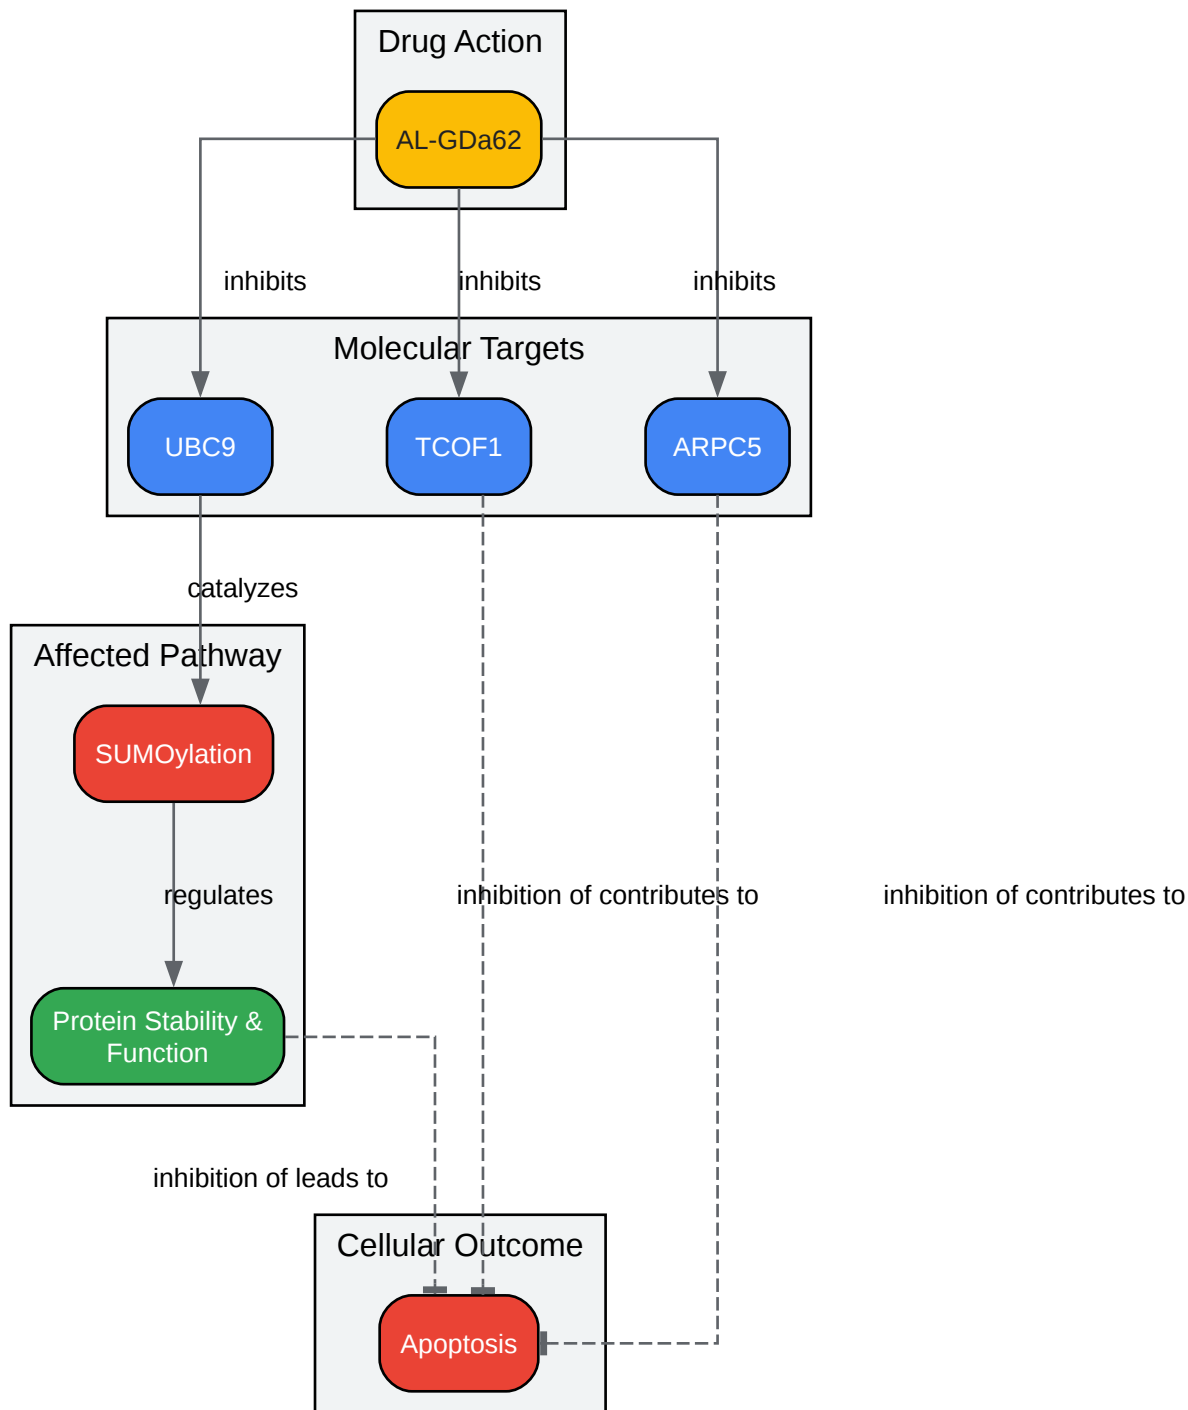 Drug Action
AL-GDa62
inhibits
inhibits
inhibits
Molecular Targets
UBC9
TCOF1
ARPC5
catalyzes
Affected Pathway
SUMOylation
regulates
inhibition of contributes to
inhibition of contributes to
Protein Stability &
Function
inhibition of leads to
Cellular Outcome
Apoptosis